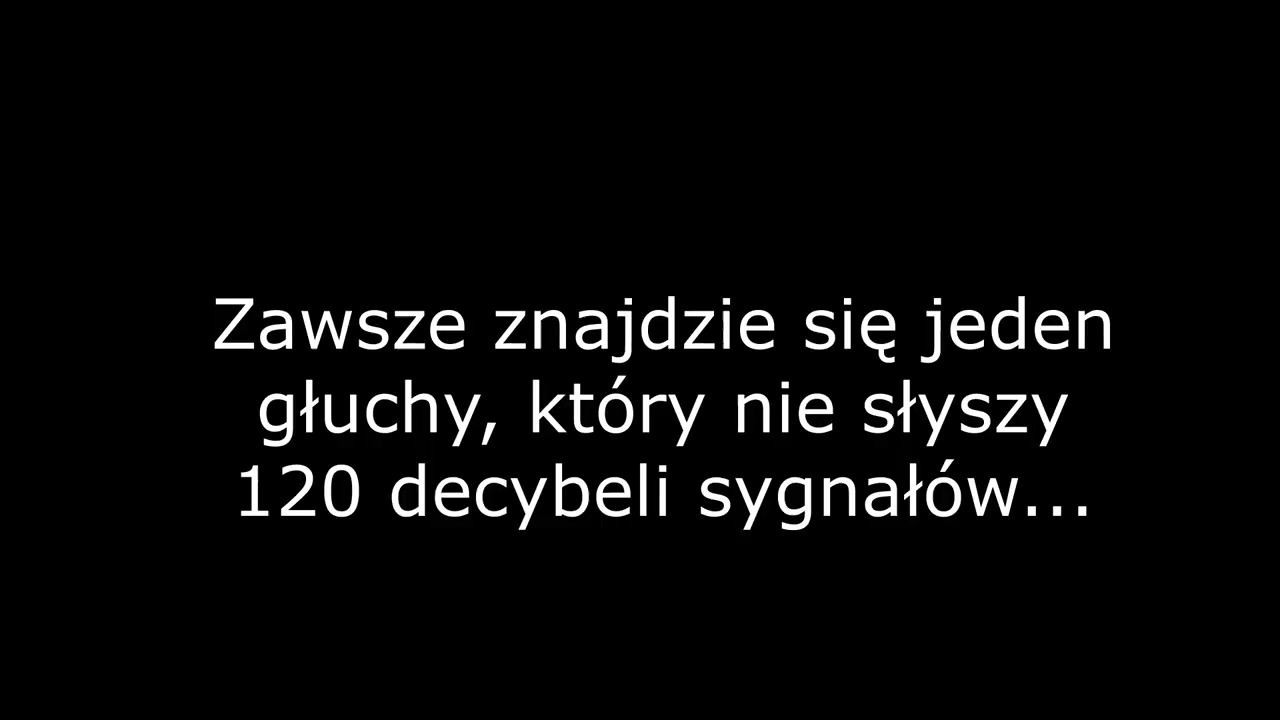 Zawsze znajdzie się jeden
głuchy, który nie słyszy
120 decybeli sygnałów...